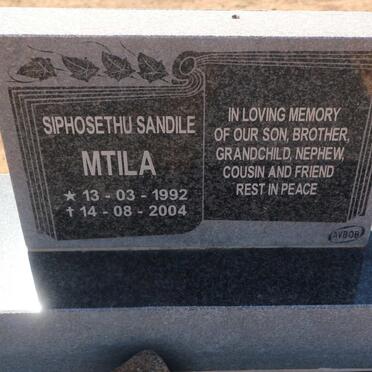 SIPHOSETHU SANDILE
MTILA
★ 13 - 03 - 1992
✝ 14 - 08 - 2004
IN LOVING MEMORY
OF OUR SON, BROTHER,
GRANDCHILD, NEPHEW,
COUSIN AND FRIEND
REST IN PEACE
AVBOB